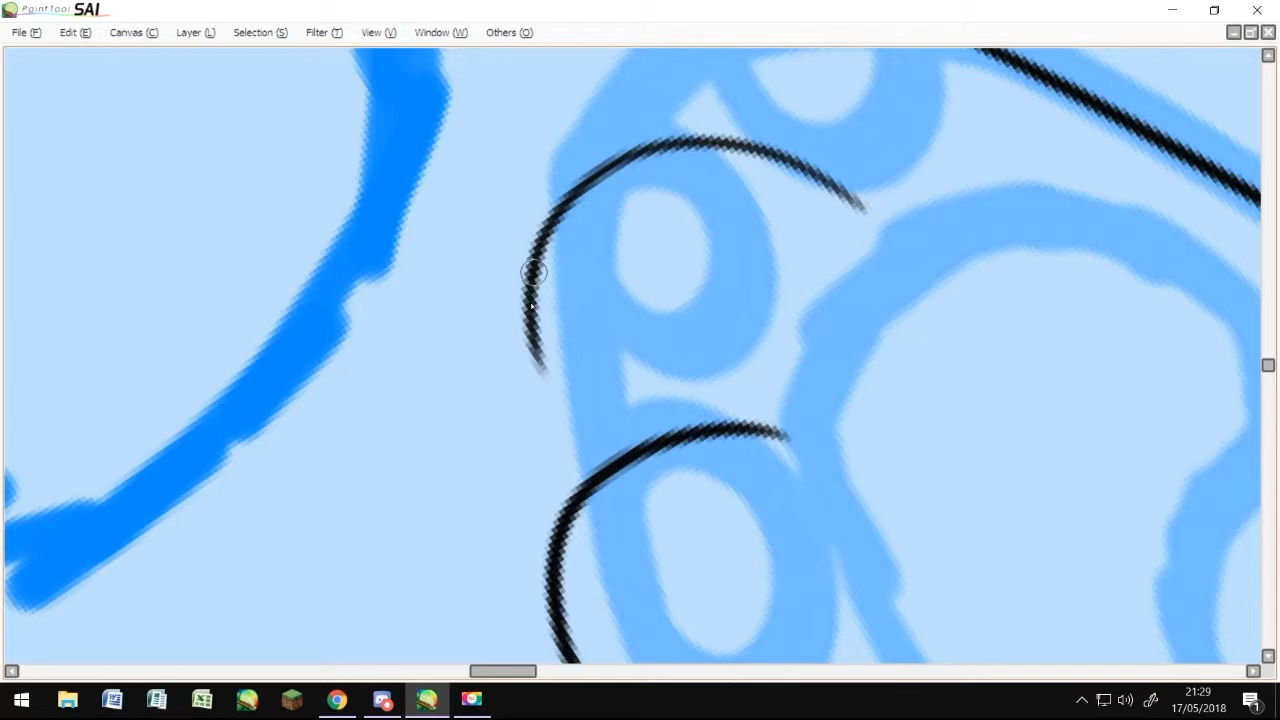 PaintTool SAI
File (F) Edit (E) Canvas (C) Layer (L) Selection (S) Filter (T) View (V) Window (W) Others (O)
21:29
17/05/2018
1